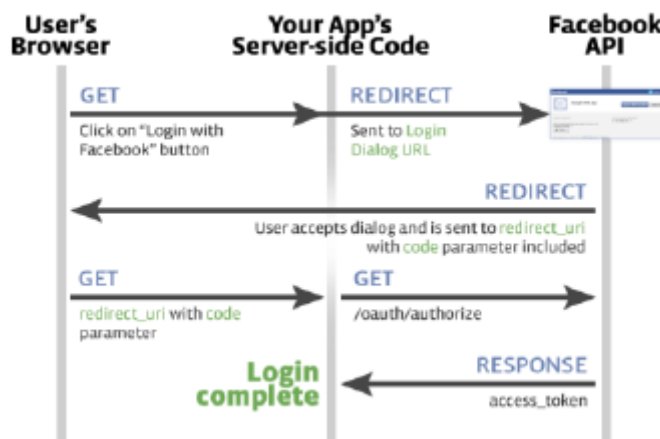 User's
Browser
Your App's
Server-side Code
Facebook
API
GET
Click on "Login with
Facebook" button
REDIRECT
Sent to Login
Dialog URL
REDIRECT
User accepts dialog and is sent to redirect_uri
with code parameter included
GET
redirect_uri with code
parameter
GET
/oauth/authorize
Login
complete
RESPONSE
access_token